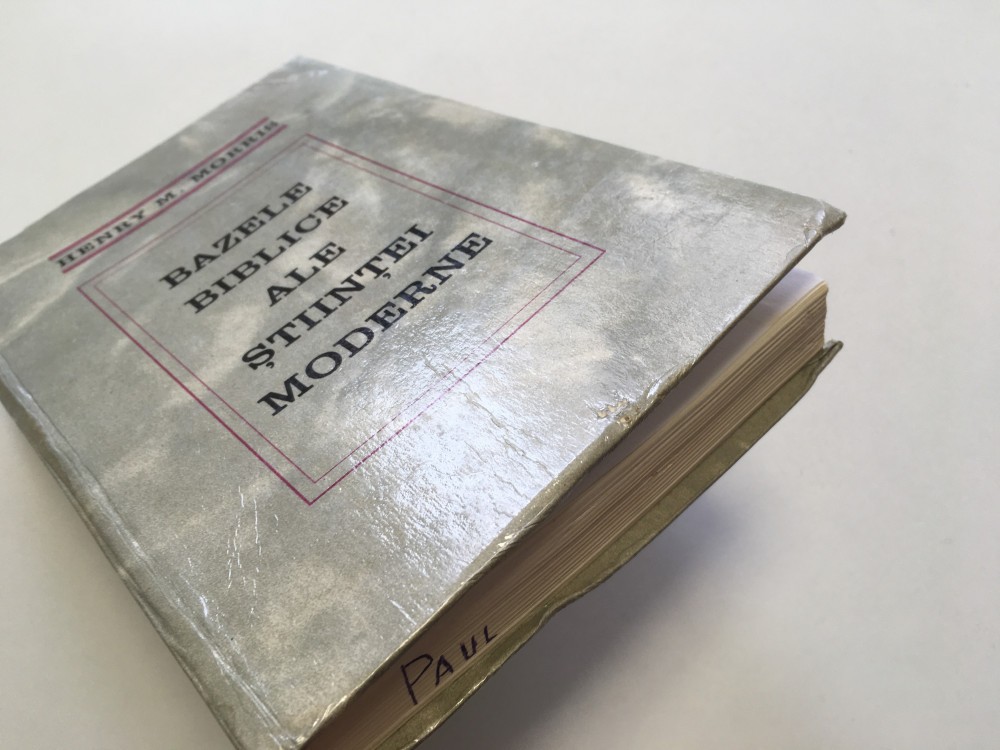 HENRY M. MORRIS
BAZELE
BIBLICE
ALE
ȘTIINȚEI
MODERNE
PAUL